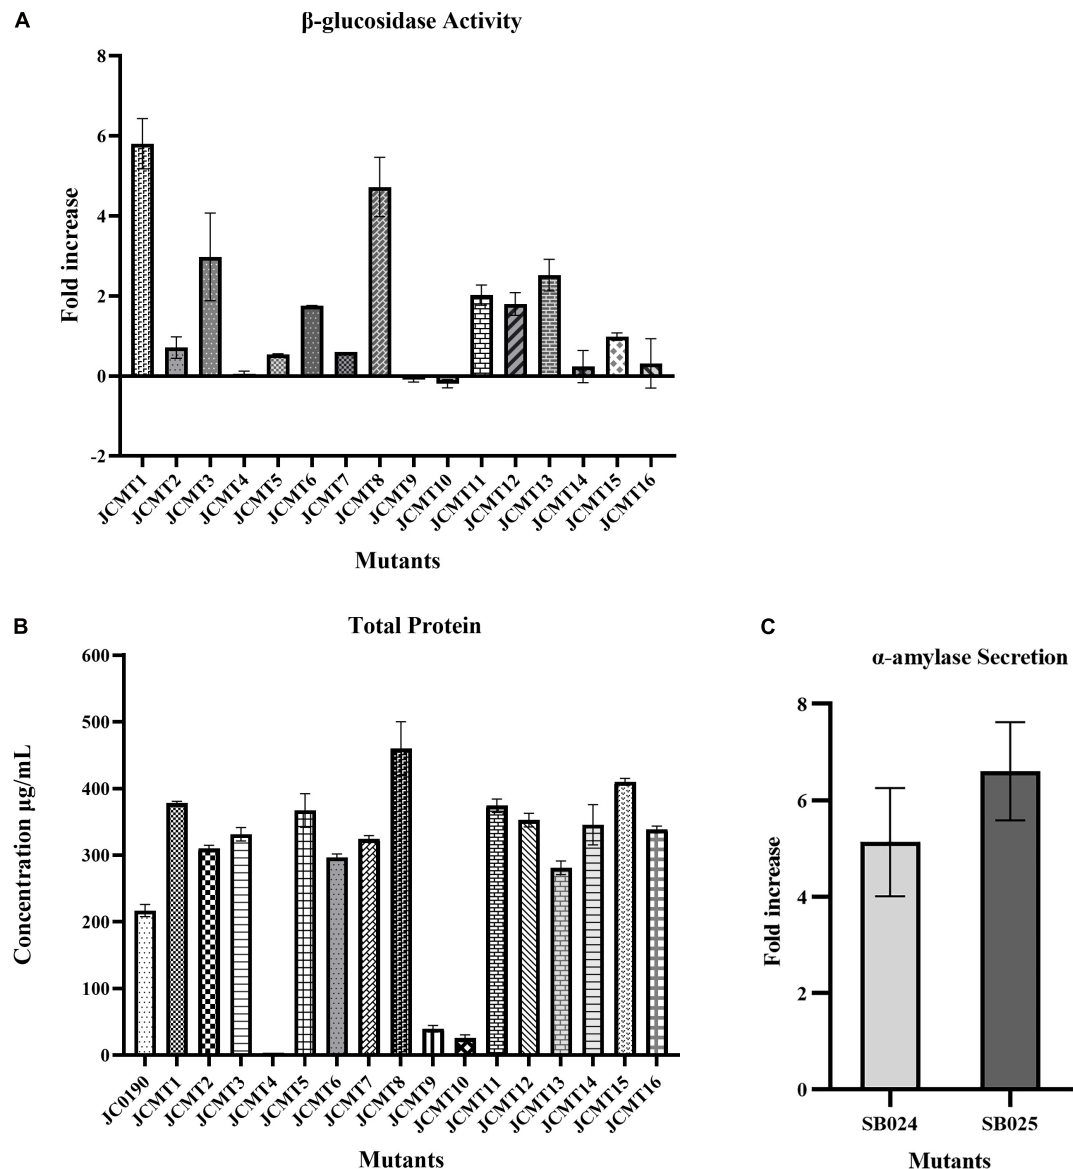 A
β-glucosidase Activity
8
6
4
2
0
-2
Fold increase
JCMT1
JCMT2
JCMT3
JCMT4
JCMT5
JCMT6
JCMT7
JCMT8
JCMT9
JCMT10
JCMT11
JCMT12
JCMT13
JCMT14
JCMT15
JCMT16
Mutants
B
Total Protein
600
500
400
300
200
100
0
Concentration µg/mL
JC0190
JCMT1
JCMT2
JCMT3
JCMT4
JCMT5
JCMT6
JCMT7
JCMT8
JCMT9
JCMT10
JCMT11
JCMT12
JCMT13
JCMT14
JCMT15
JCMT16
Mutants
C
α-amylase Secretion
8
6
4
2
0
Fold increase
SB024
SB025
Mutants